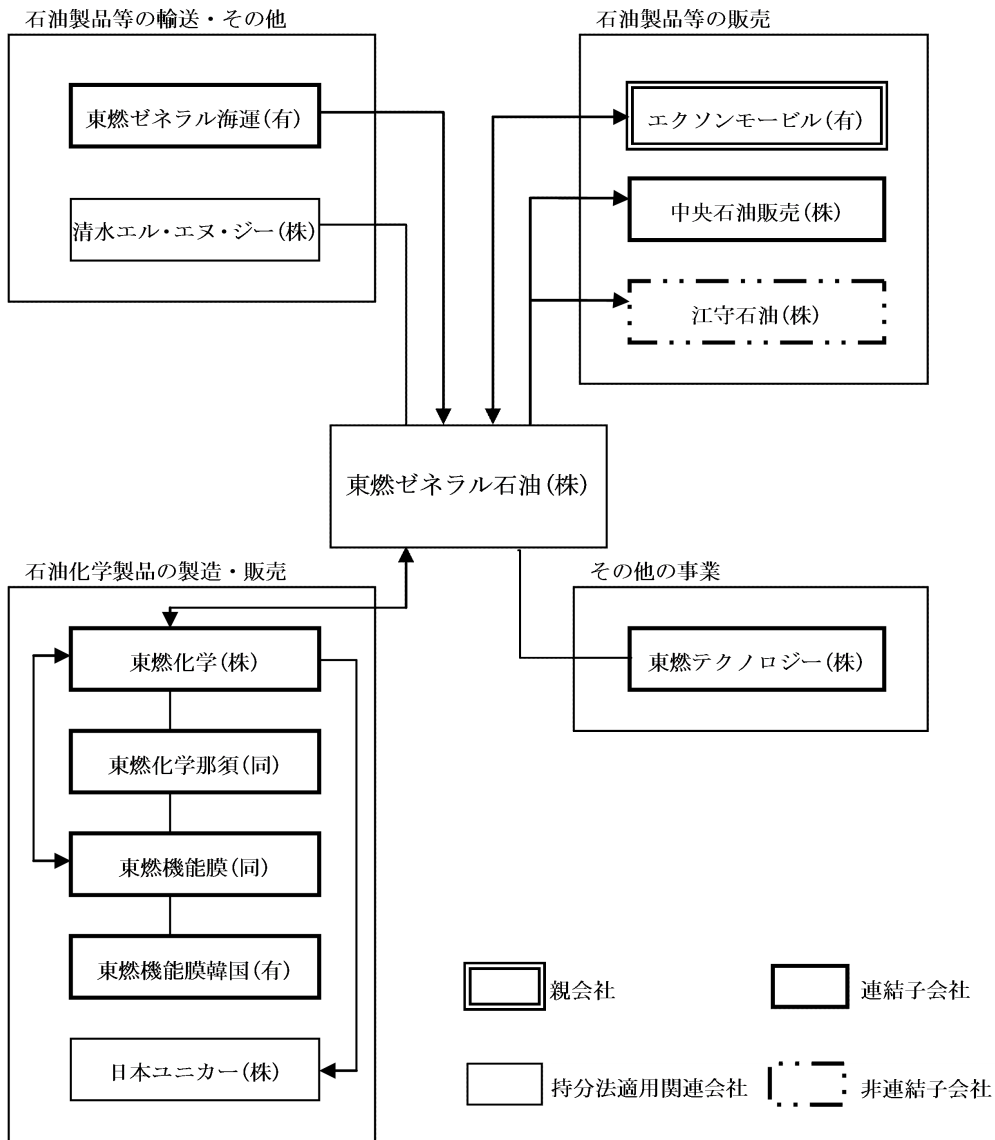 石油製品等の輸送・その他
東燃ゼネラル海運(有)
清水エル・エヌ・ジー(株)
石油製品等の販売
エクソンモービル(有)
中央石油販売(株)
江守石油(株)
東燃ゼネラル石油(株)
石油化学製品の製造・販売
東燃化学(株)
東燃化学那須(同)
東燃機能膜(同)
東燃機能膜韓国(有)
日本ユニカー(株)
その他の事業
東燃テクノロジー(株)
親会社
連結子会社
持分法適用関連会社
非連結子会社